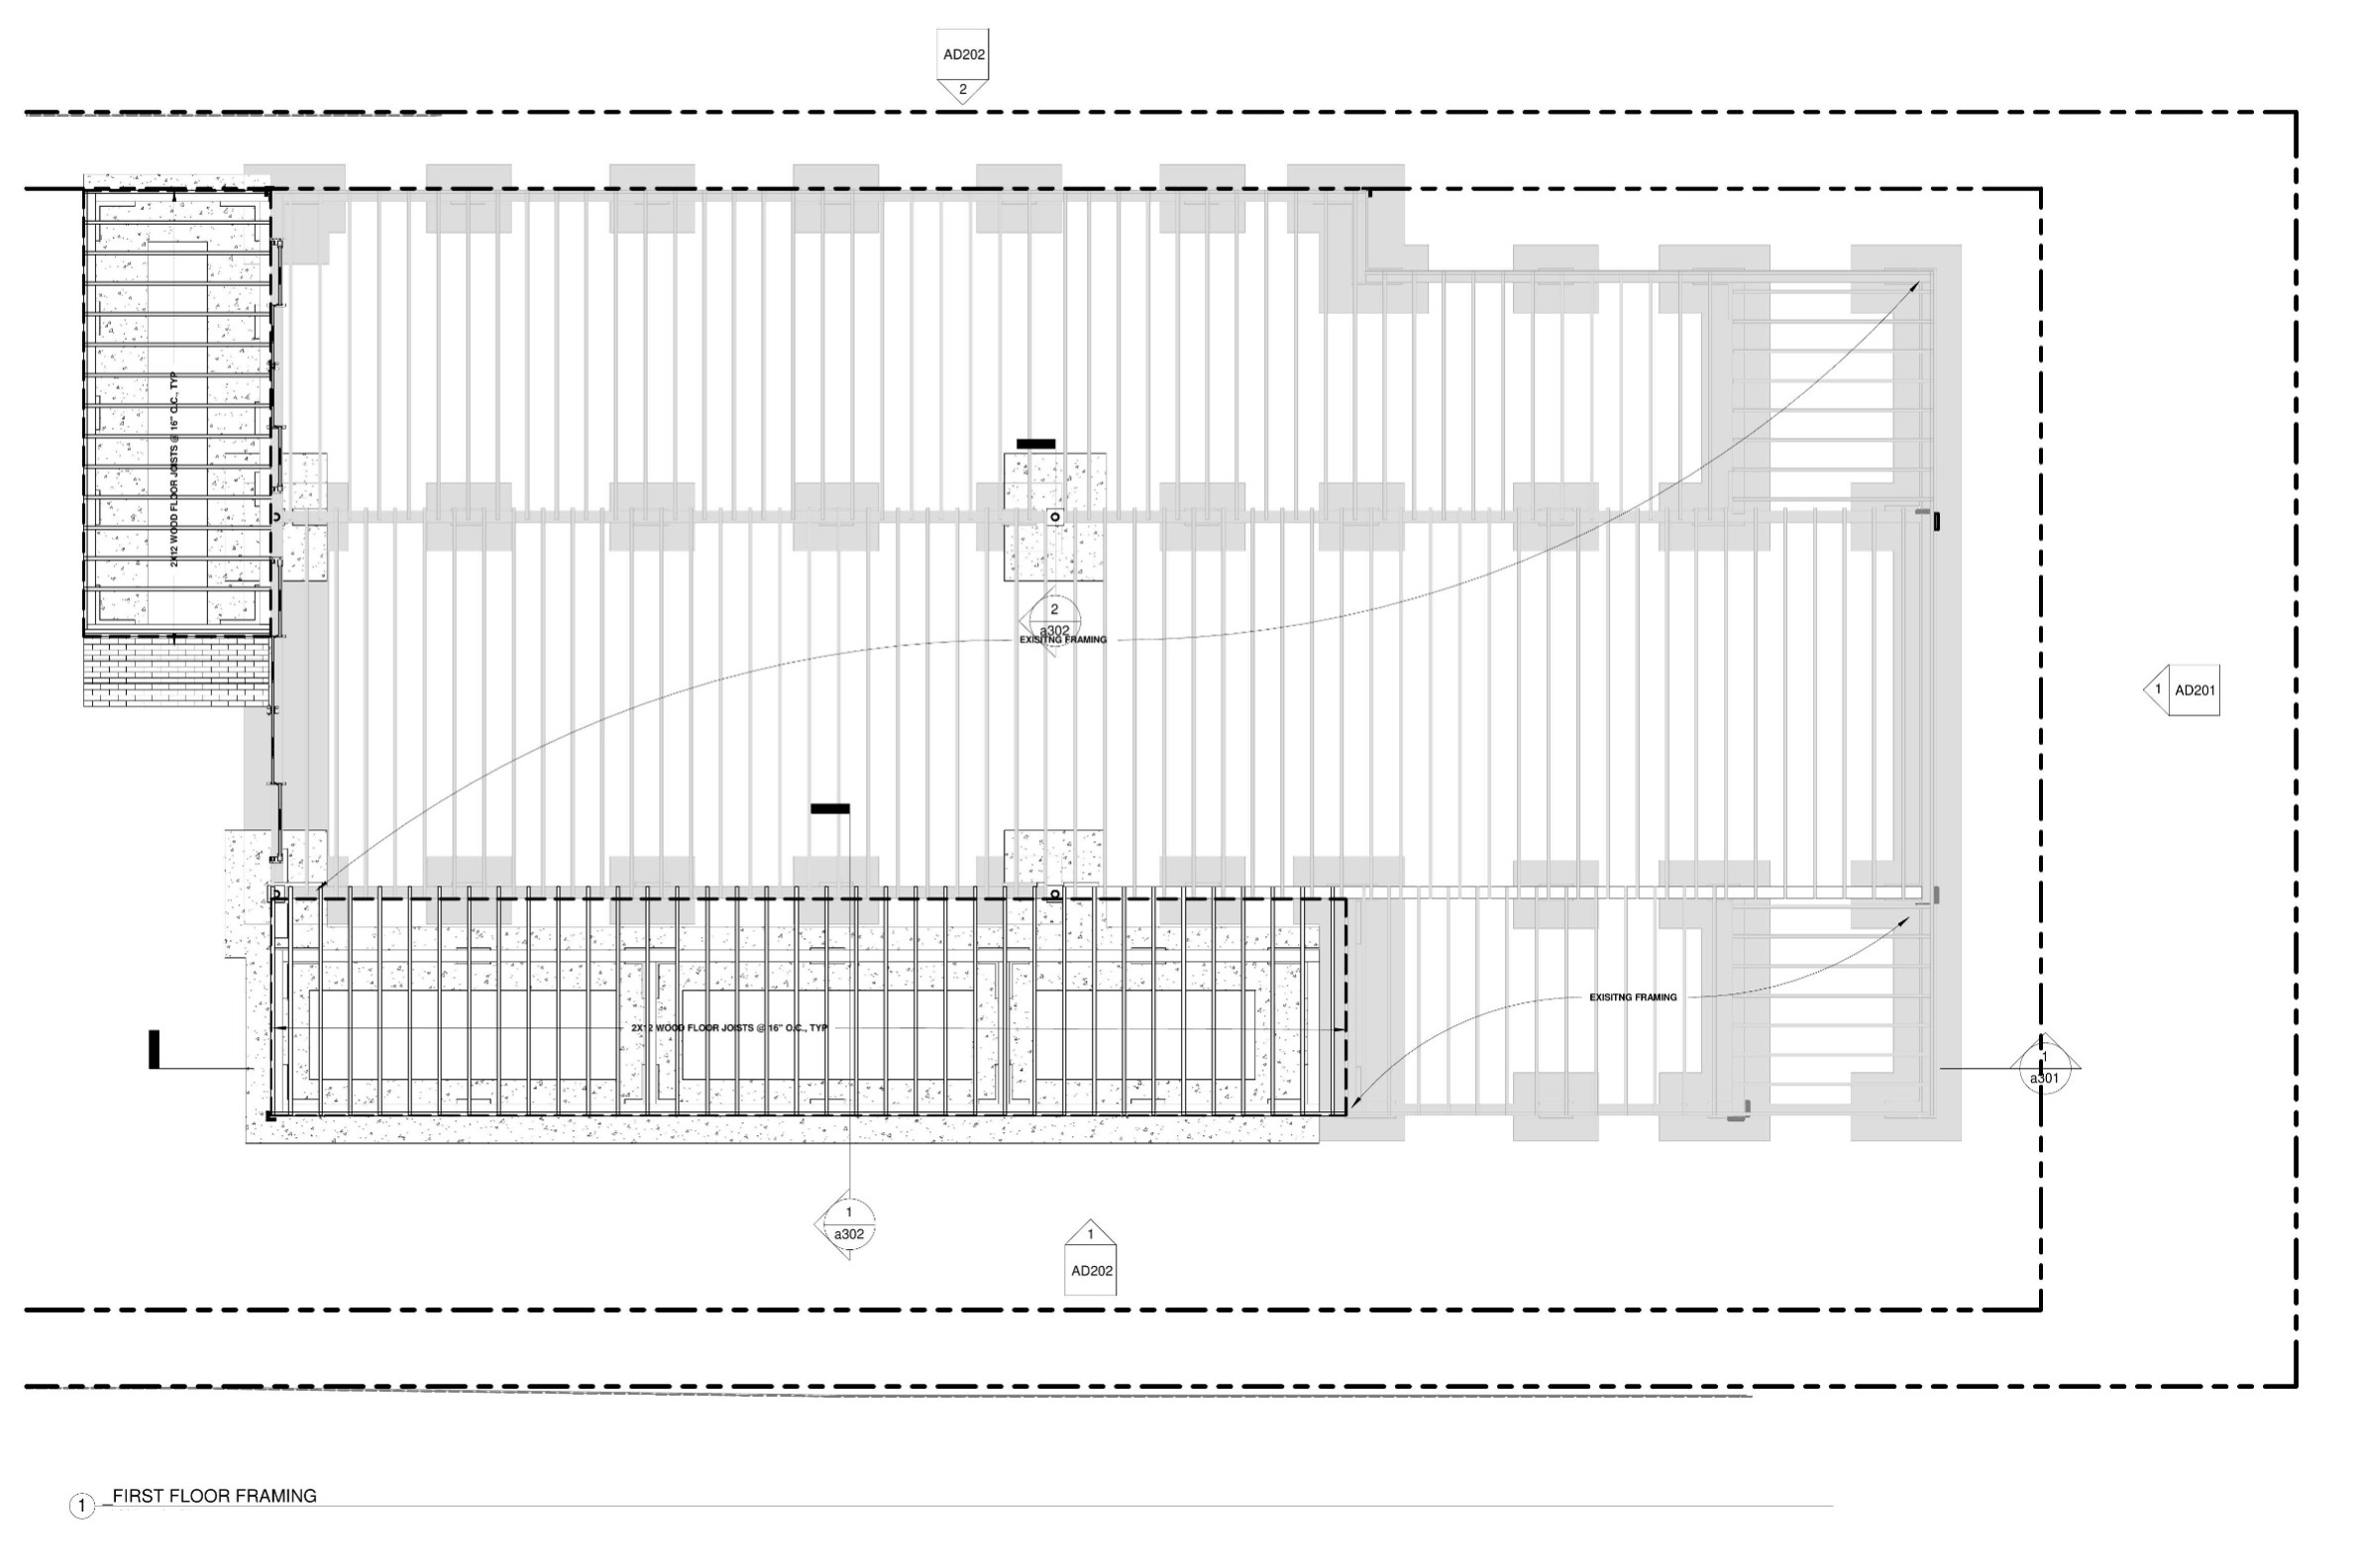 AD202
2
2X12 WOOD FLOOR JOISTS @ 16" O.C., TYP
2
a302
EXISITNG FRAMING
1
AD201
EXISITNG FRAMING
2X12 WOOD FLOOR JOISTS @ 16" O.C., TYP
1
a301
1
a302
1
AD202
1
FIRST FLOOR FRAMING